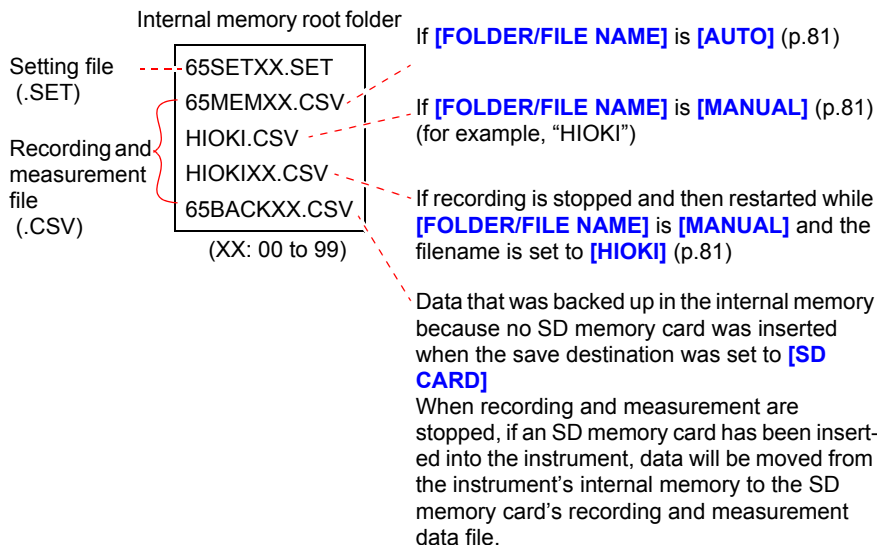 Internal memory root folder
Setting file
(.SET)
Recording and
measurement
file
(.CSV)
65SETXX.SET
65MEMXX.CSV
HIOKI.CSV
HIOKIXX.CSV
65BACKXX.CSV
(XX: 00 to 99)
If [FOLDER/FILE NAME] is [AUTO] (p.81)
If [FOLDER/FILE NAME] is [MANUAL] (p.81)
(for example, “HIOKI”)
If recording is stopped and then restarted while
[FOLDER/FILE NAME] is [MANUAL] and the
filename is set to [HIOKI] (p.81)
Data that was backed up in the internal memory
because no SD memory card was inserted
when the save destination was set to [SD
CARD]
When recording and measurement are
stopped, if an SD memory card has been insert-
ed into the instrument, data will be moved from
the instrument’s internal memory to the SD
memory card’s recording and measurement
data file.